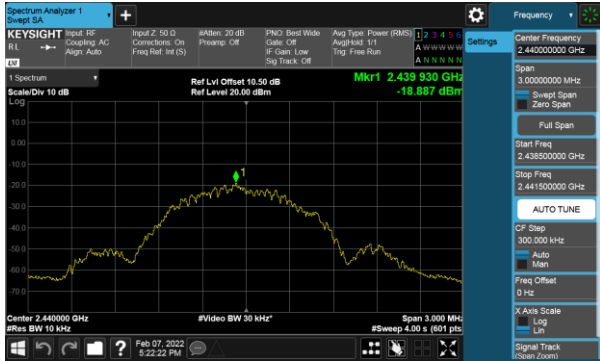 Spectrum Analyzer 1
Swept SA
Frequency
KEYSIGHT
RL
Input: RF
Coupling: AC
Align: Auto
Input Z: 50 Ω
Corrections: On
Freq Ref: Int (S)
#Atten: 20 dB
Preamp: Off
PNO: Best Wide
Gate: Off
IF Gain: Low
Sig Track: Off
Avg Type: Power (RMS)
Avg|Hold: 1/1
Trig: Free Run
1 2 3 4 5 6
A W W W W W
A N N N N N
LW
1 Spectrum
Scale/Div 10 dB
Log
Ref Lvl Offset 10.50 dB
Ref Level 20.00 dBm
Mkr1 2.439 930 GHz
-18.887 dBm
10.0
0.00
-10.0
-20.0
-30.0
-40.0
-50.0
-60.0
-70.0
1
Center 2.440000 GHz
#Res BW 10 kHz
#Video BW 30 kHz*
Span 3.000 MHz
#Sweep 4.00 s (601 pts)
Feb 07, 2022
5:22:22 PM
?
Settings
Center Frequency
2.440000000 GHz
Span
3.00000000 MHz
Swept Span
Zero Span
Full Span
Start Freq
2.438500000 GHz
Stop Freq
2.441500000 GHz
AUTO TUNE
CF Step
300.000 kHz
Auto
Man
Freq Offset
0 Hz
X Axis Scale
Log
Lin
Signal Track
(Span Zoom)